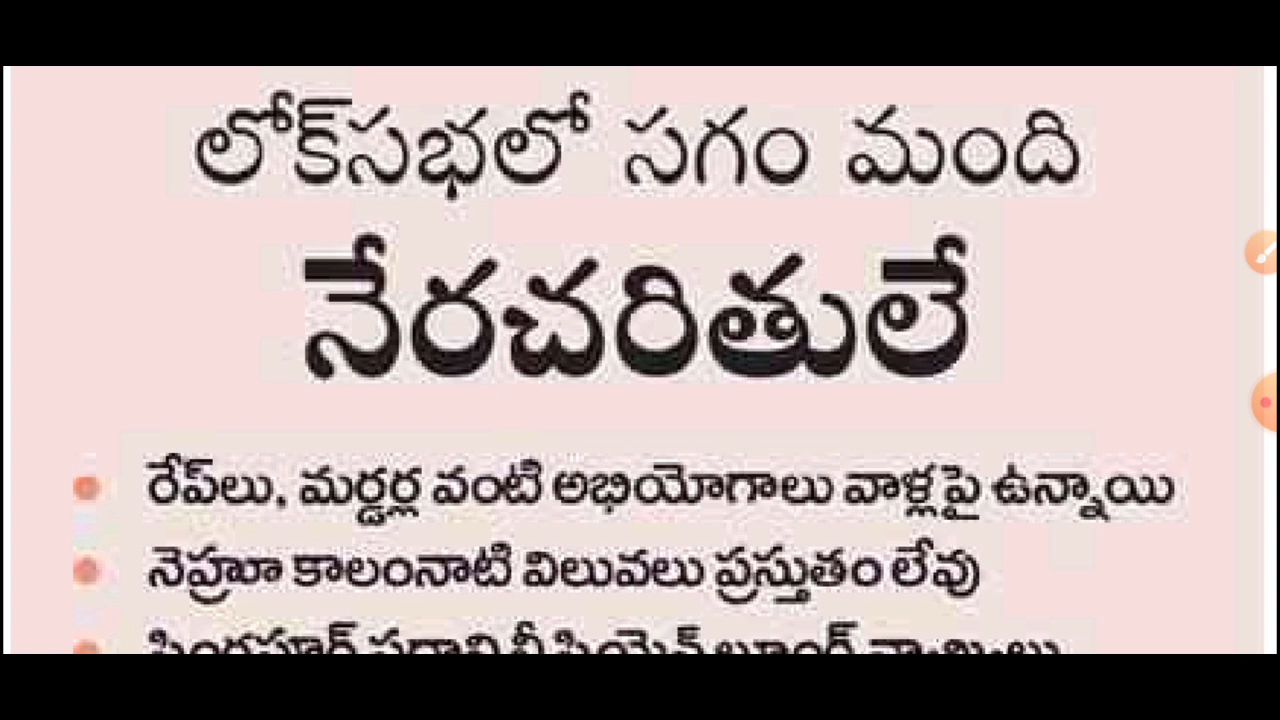 లోక్‌సభలో సగం మంది
నేరచరితులే
రేప్‌లు, మర్డర్ల వంటి అభియోగాలు వాళ్లపై ఉన్నాయి
నెహ్రూ కాలంనాటి విలువలు ప్రస్తుతం లేవు